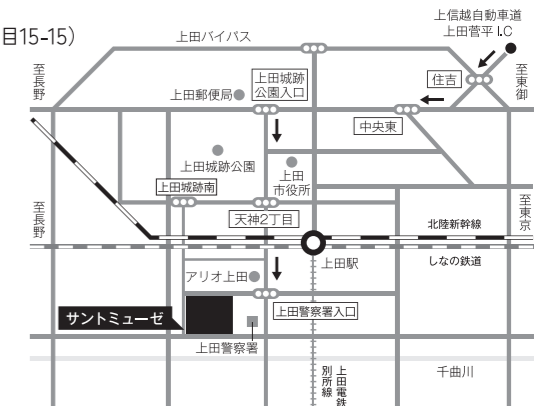 目15-15)
上信越自動車道
上田菅平 I.C
上田バイパス
至長野
上田城跡
公園入口
住吉
至東御
上田郵便局
中央東
上田城跡公園
上田
市役所
上田城跡南
至長野
天神2丁目
至東京
北陸新幹線
上田駅
しなの鉄道
アリオ上田
サントミューゼ
上田警察署入口
上田警察署
上田電鉄
別所線
千曲川